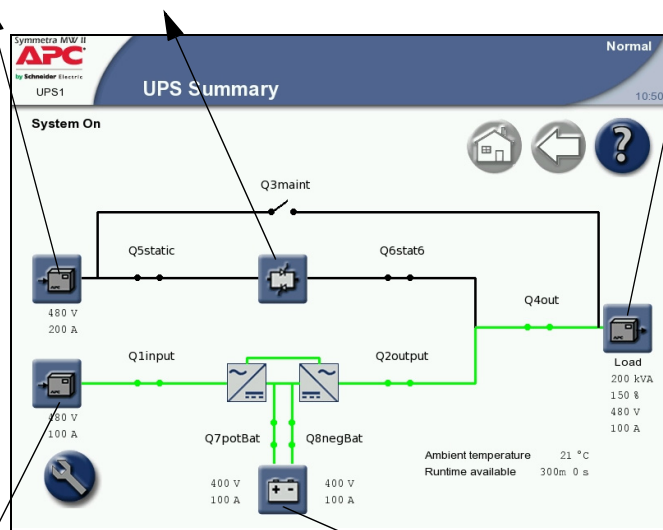 Symmetra MW II
APC
by Schneider Electric
UPS1
UPS Summary
Normal
10:50
System On
?
Q3maint
Q5static
Q6stat6
480 V
200 A
Q4out
Load
200 kVA
150 %
480 V
100 A
Q1input
Q2output
480 V
100 A
Q7potBat
Q8negBat
400 V
100 A
400 V
100 A
Ambient temperature 21 °C
Runtime available 300m 0 s